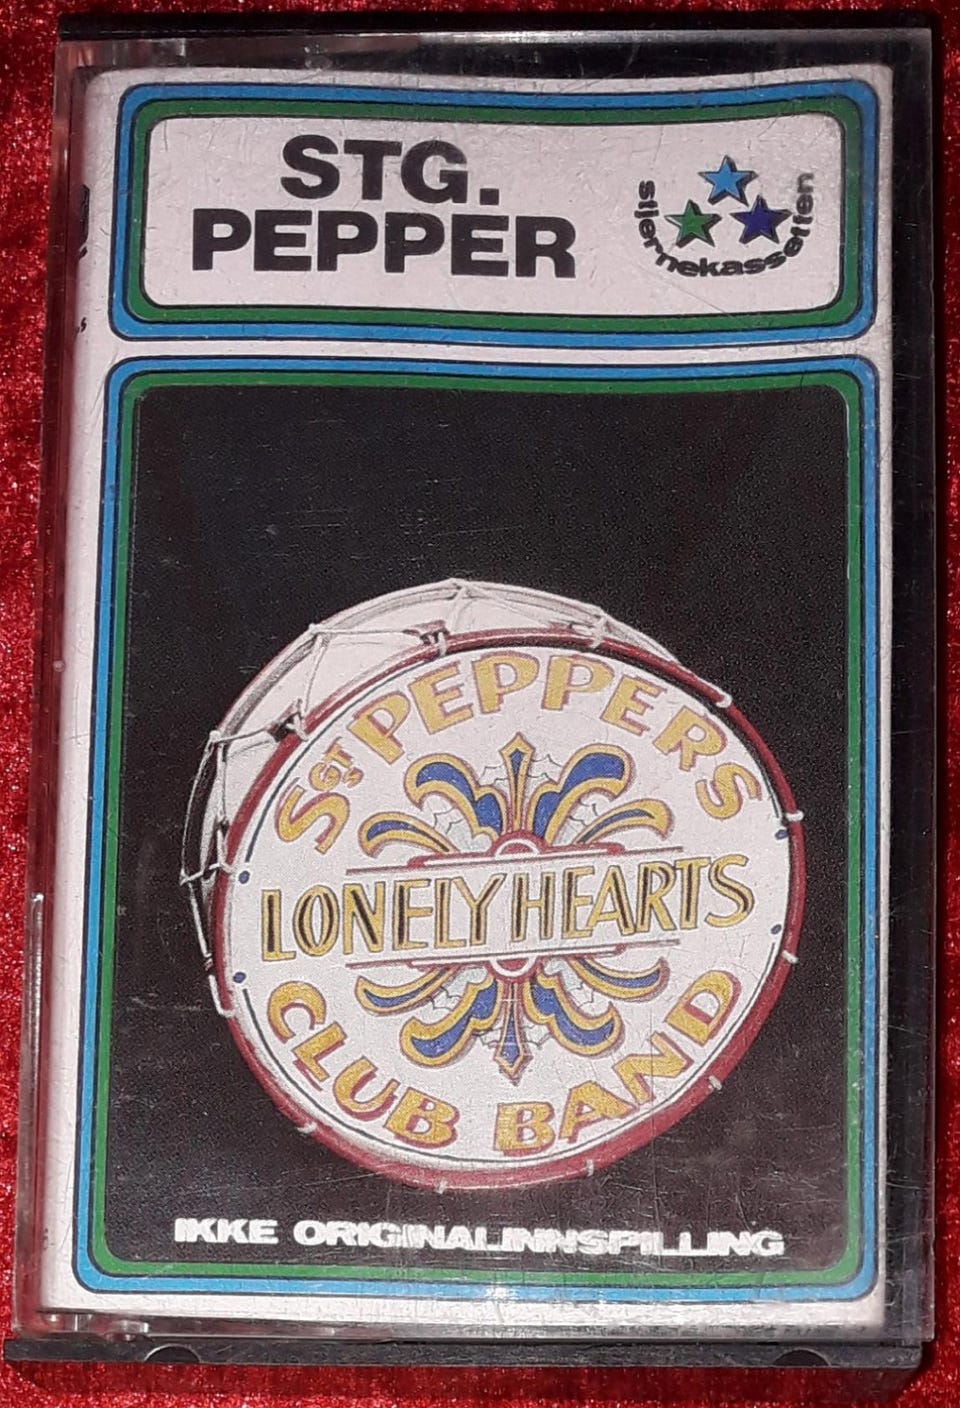 STG.
PEPPER
stjernekassetten
SGT. PEPPERS
LONELY HEARTS
CLUB BAND
IKKE ORIGINALINNSPILLING